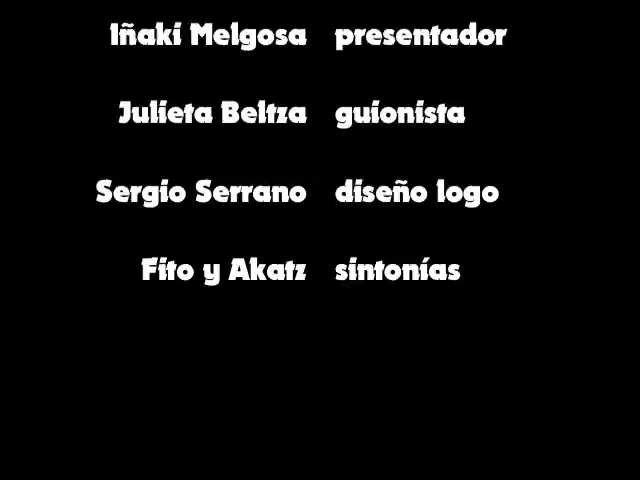 Iñaki Melgosa presentador
Julieta Beltza guionista
Sergio Serrano diseño logo
Fito y Akatz sintonías